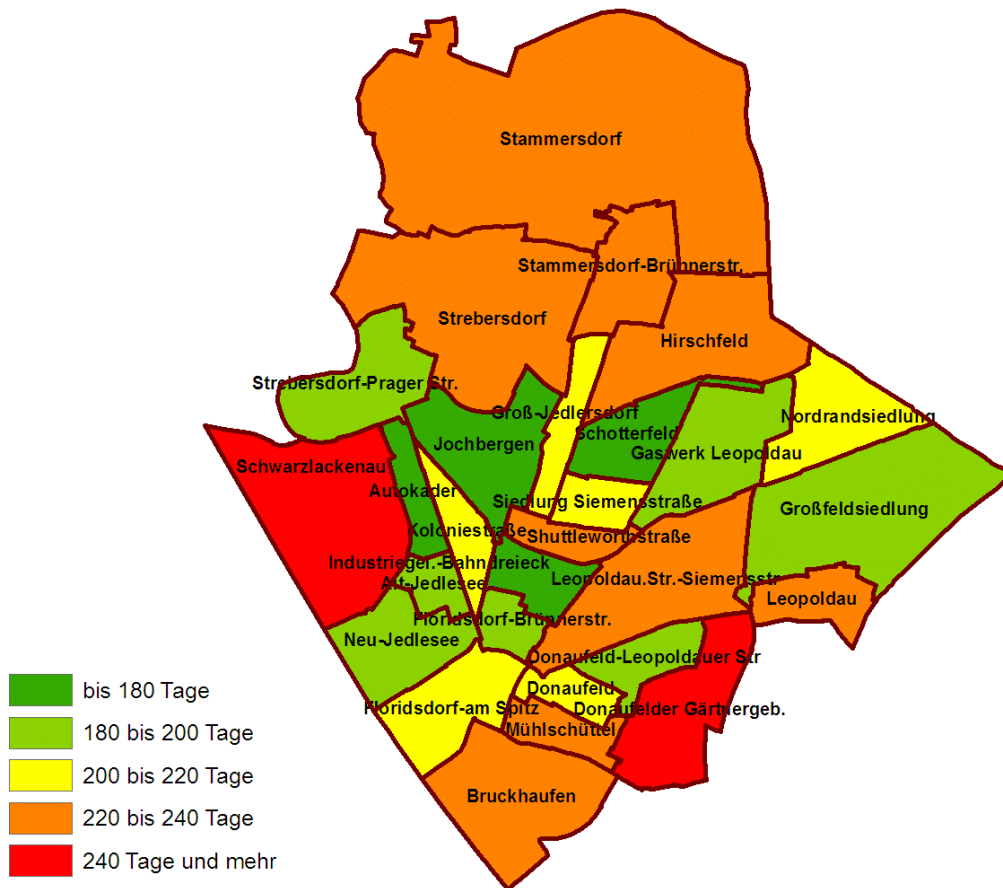 Stammersdorf
Stammersdorf-Brünnerstr.
Strebersdorf
Hirschfeld
Strebersdorf-Prager Str.
Groß-Jedlersdorf
Nordrandsiedlung
Jochbergen
Schotterfeld
Gaswerk Leopoldau
Schwarzlackenau
Autokader
Siedlung Siemensstraße
Großfeldsiedlung
Koloniestraße
Shuttleworthstraße
Industriegel.-Bahndreieck
Leopoldau.Str.-Siemensstr
Alt-Jedlesee
Leopoldau
Floridsdorf-Brünnerstr.
Neu-Jedlesee
Donaufeld-Leopoldauer Str
Donaufeld
Donaufelder Gärtnergeb.
Floridsdorf-am Spitz
Mühlschüttel
Bruckhaufen
bis 180 Tage
180 bis 200 Tage
200 bis 220 Tage
220 bis 240 Tage
240 Tage und mehr